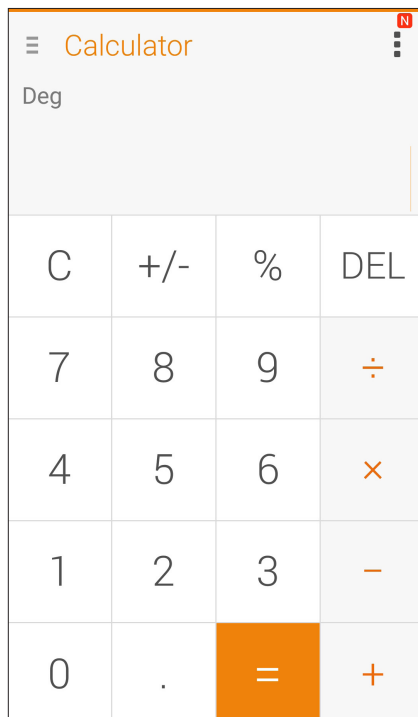 N
Calculator
Deg
C +/- % DEL
7 8 9 ÷
4 5 6 ×
1 2 3 −
0 . = +